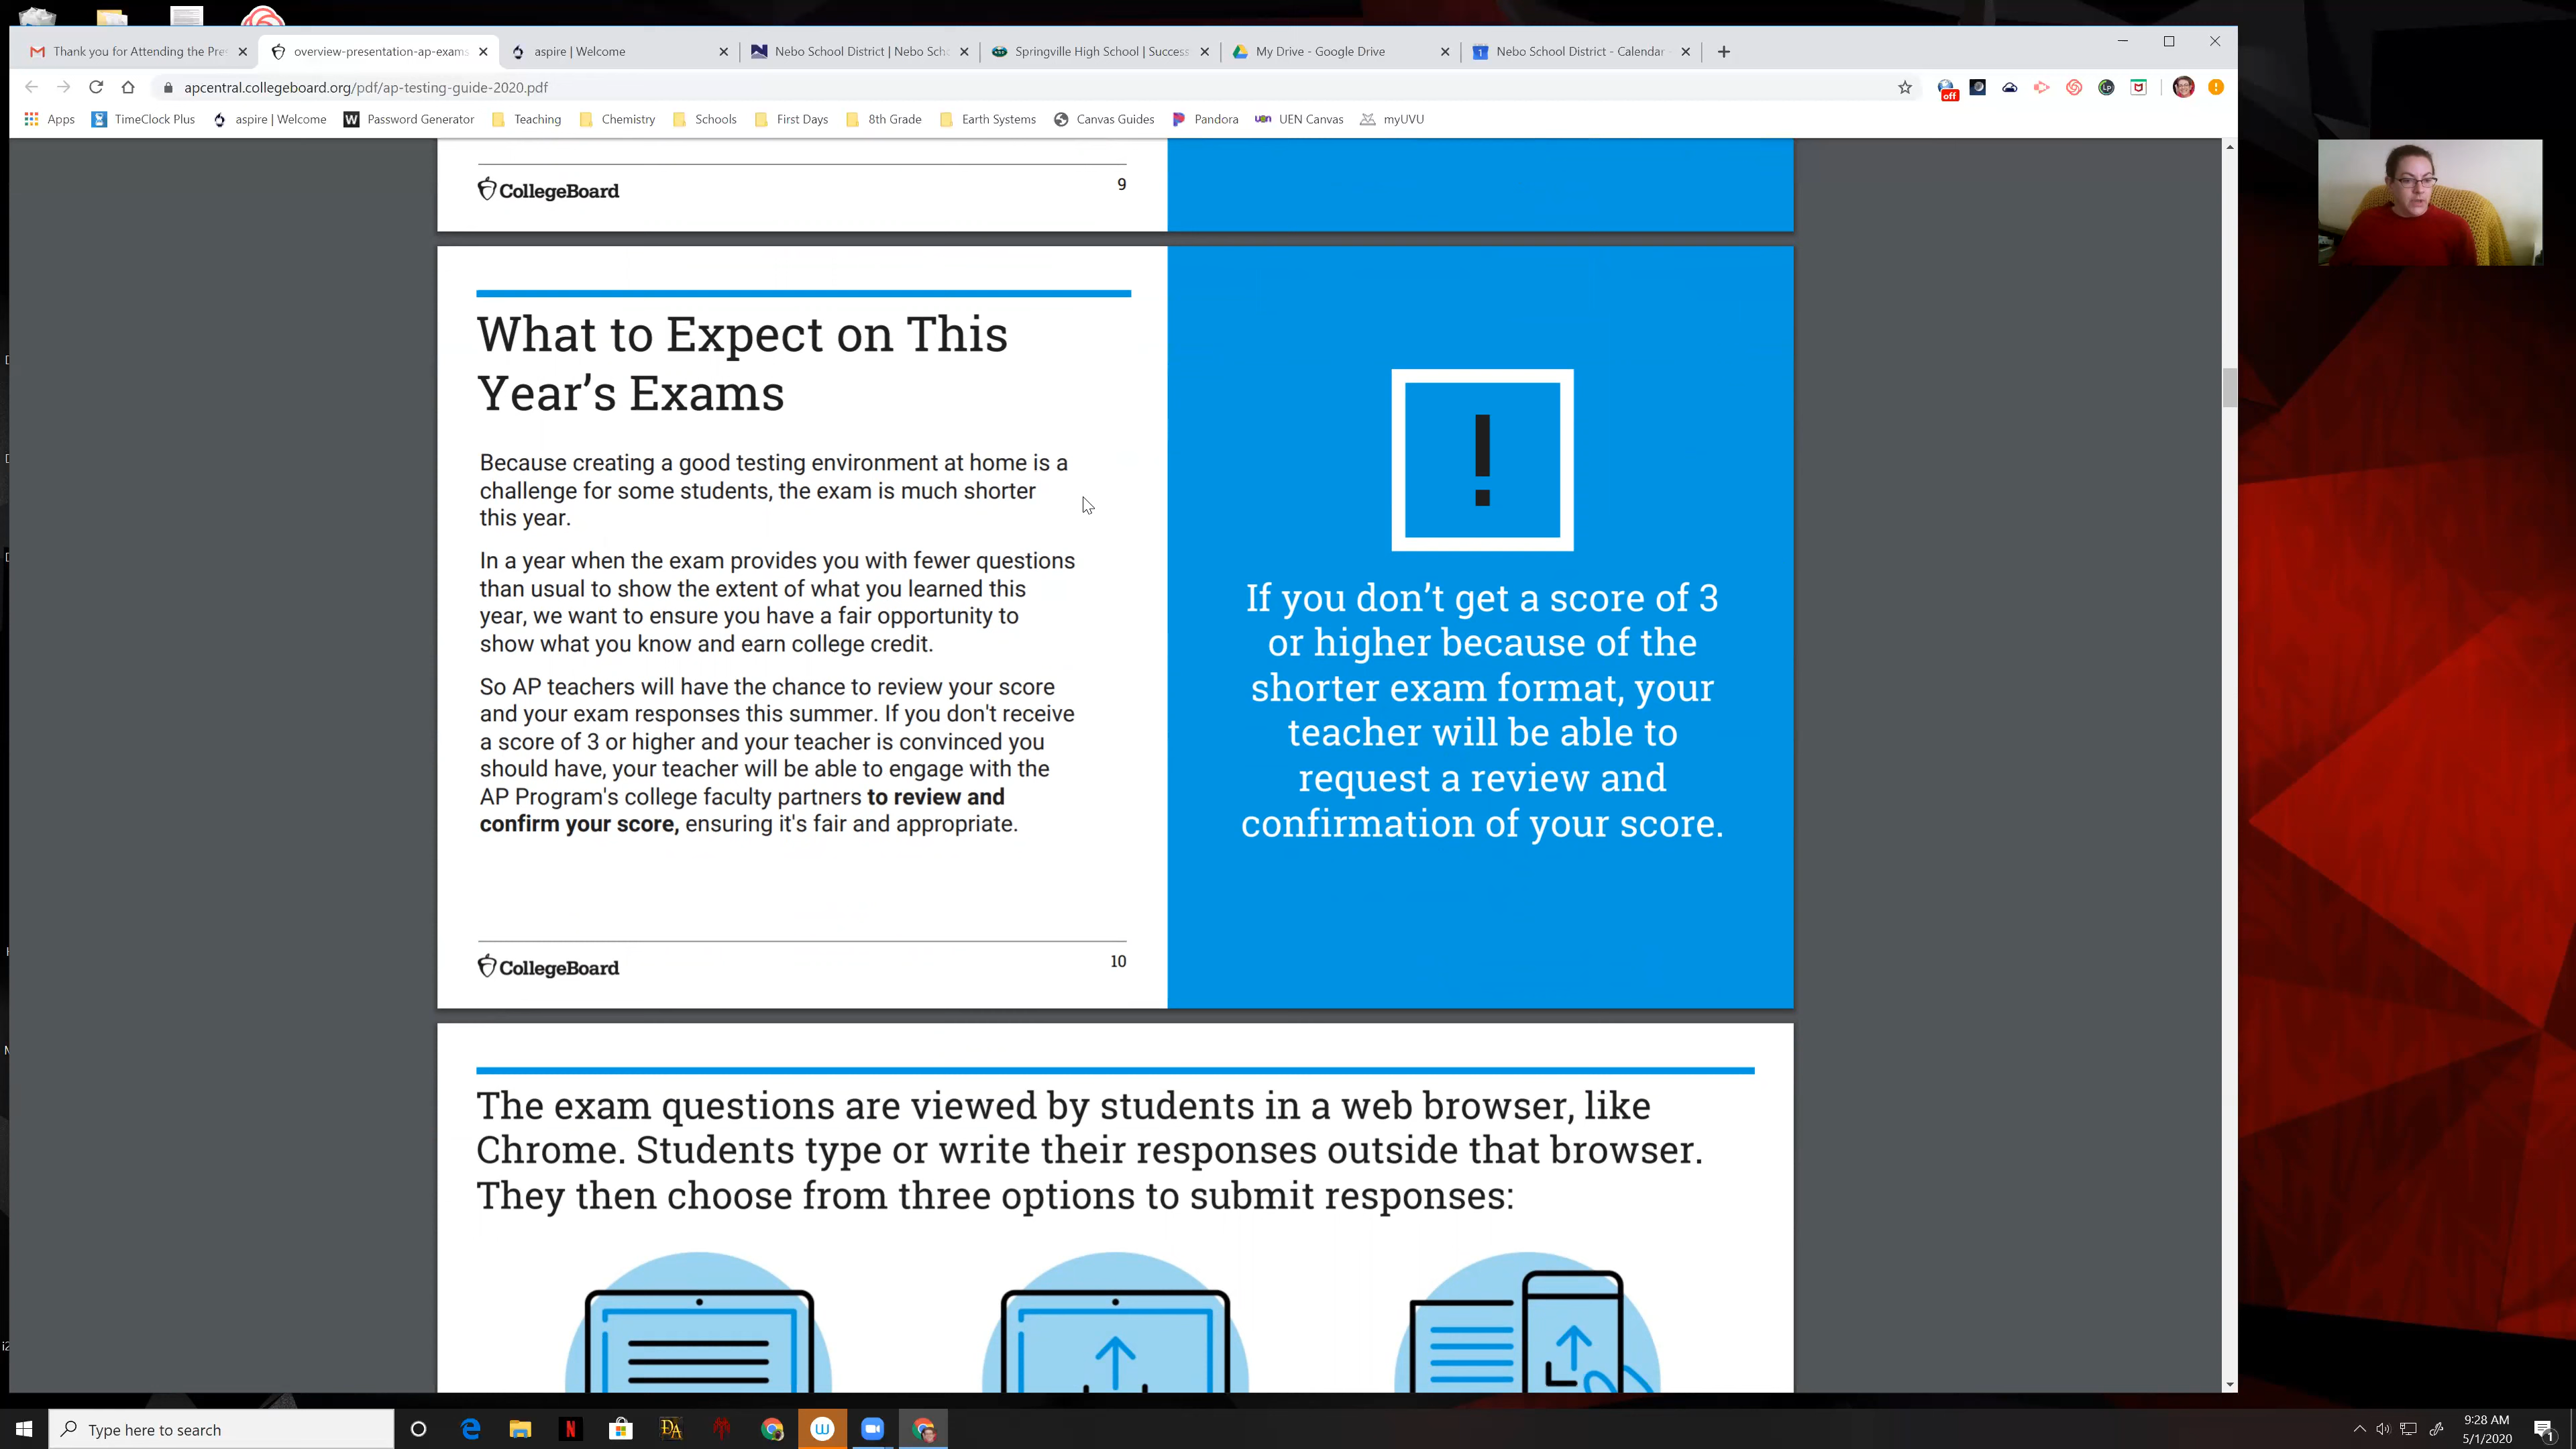 Thank you for Attending the Pre
overview-presentation-ap-exams
aspire | Welcome
Nebo School District | Nebo Scho
Springville High School | Success
My Drive - Google Drive
Nebo School District - Calendar -
apcentral.collegeboard.org/pdf/ap-testing-guide-2020.pdf
off
Apps
TimeClock Plus
aspire | Welcome
Password Generator
Teaching
Chemistry
Schools
First Days
8th Grade
Earth Systems
Canvas Guides
Pandora
UEN Canvas
myUVU
CollegeBoard
9
What to Expect on This
Year's Exams
Because creating a good testing environment at home is a
challenge for some students, the exam is much shorter
this year.
In a year when the exam provides you with fewer questions
than usual to show the extent of what you learned this
year, we want to ensure you have a fair opportunity to
show what you know and earn college credit.
So AP teachers will have the chance to review your score
and your exam responses this summer. If you don't receive
a score of 3 or higher and your teacher is convinced you
should have, your teacher will be able to engage with the
AP Program's college faculty partners to review and
confirm your score, ensuring it's fair and appropriate.
CollegeBoard
10
!
If you don't get a score of 3
or higher because of the
shorter exam format, your
teacher will be able to
request a review and
confirmation of your score.
The exam questions are viewed by students in a web browser, like
Chrome. Students type or write their responses outside that browser.
They then choose from three options to submit responses:
Type here to search
9:28 AM
5/1/2020